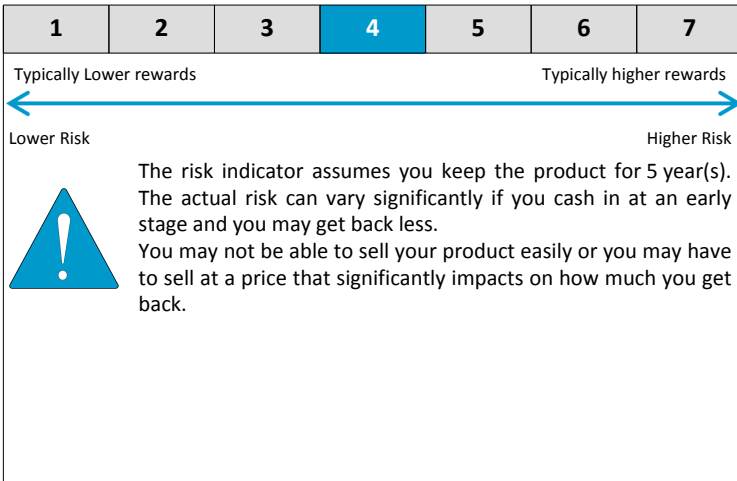 1 2 3 4 5 6 7
Typically Lower rewards Typically higher rewards
Lower Risk Higher Risk
The risk indicator assumes you keep the product for 5 year(s).
The actual risk can vary significantly if you cash in at an early
stage and you may get back less.
You may not be able to sell your product easily or you may have
to sell at a price that significantly impacts on how much you get
back.